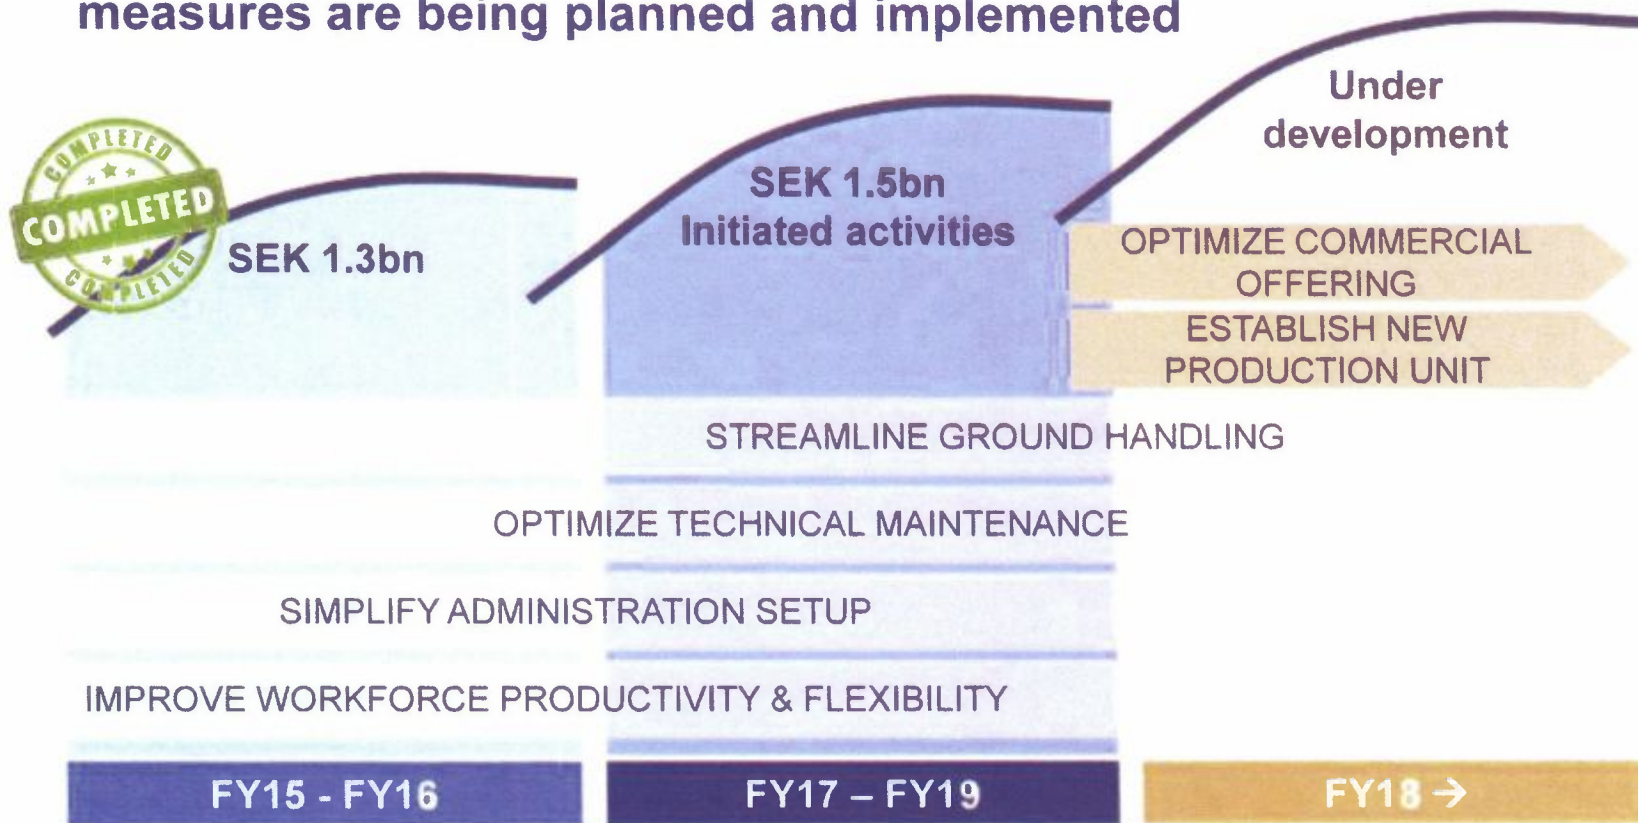 measures are being planned and implemented
COMPLETED
COMPLETED
COMPLETED
SEK 1.3bn
SEK 1.5bn
Initiated activities
Under
development
OPTIMIZE COMMERCIAL
OFFERING
ESTABLISH NEW
PRODUCTION UNIT
STREAMLINE GROUND HANDLING
OPTIMIZE TECHNICAL MAINTENANCE
SIMPLIFY ADMINISTRATION SETUP
IMPROVE WORKFORCE PRODUCTIVITY & FLEXIBILITY
FY15 - FY16
FY17 – FY19
FY18 →